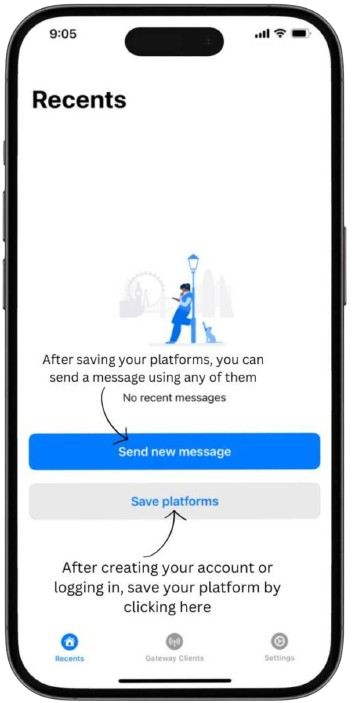 9:05
Recents
After saving your platforms, you can
send a message using any of them
No recent messages
Send new message
Save platforms
After creating your account or
logging in, save your platform by
clicking here
Recents
Gateway Clients
Settings